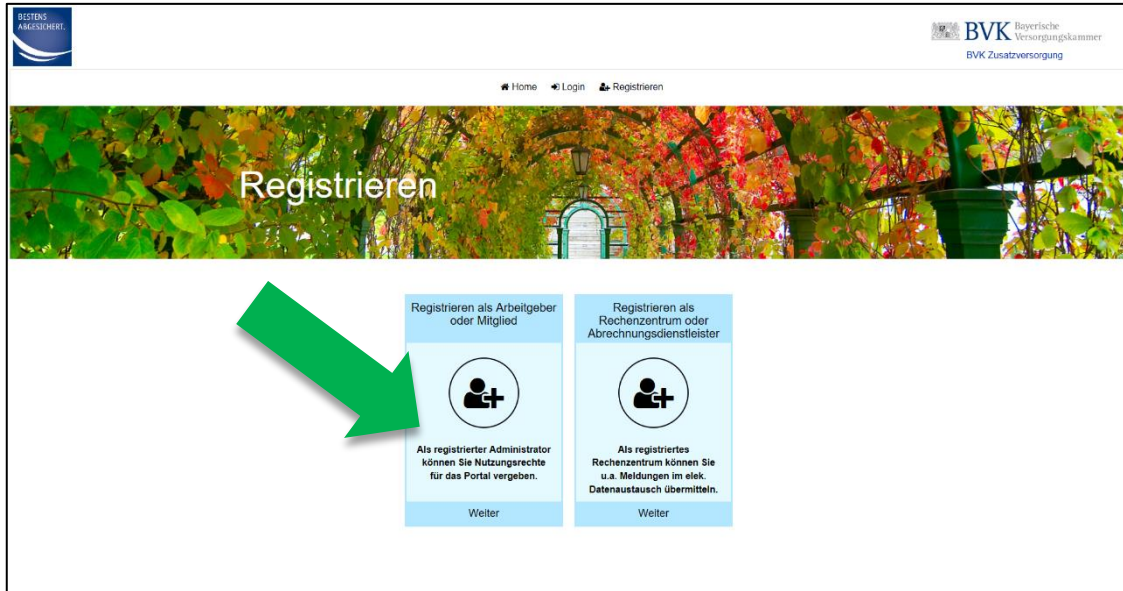 BESTENS
ABGESICHERT.
BVK Bayerische
Versorgungskammer
BVK Zusatzversorgung
Home Login Registrieren
Registrieren
Registrieren als Arbeitgeber
oder Mitglied
Als registrierter Administrator
können Sie Nutzungsrechte
für das Portal vergeben.
Weiter
Registrieren als
Rechenzentrum oder
Abrechnungsdienstleister
Als registriertes
Rechenzentrum können Sie
u.a. Meldungen im elek.
Datenaustausch übermitteln.
Weiter